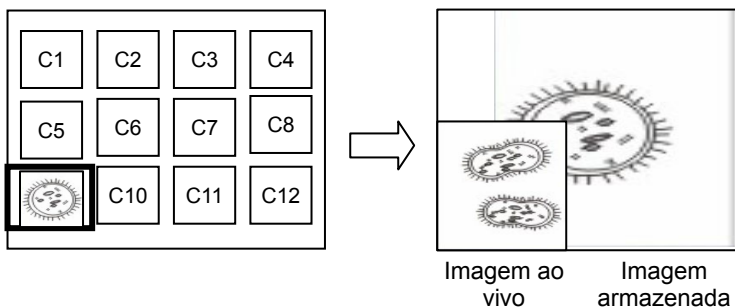 C1 C2 C3 C4
C5 C6 C7 C8
C10 C11 C12
Imagem ao vivo
Imagem armazenada